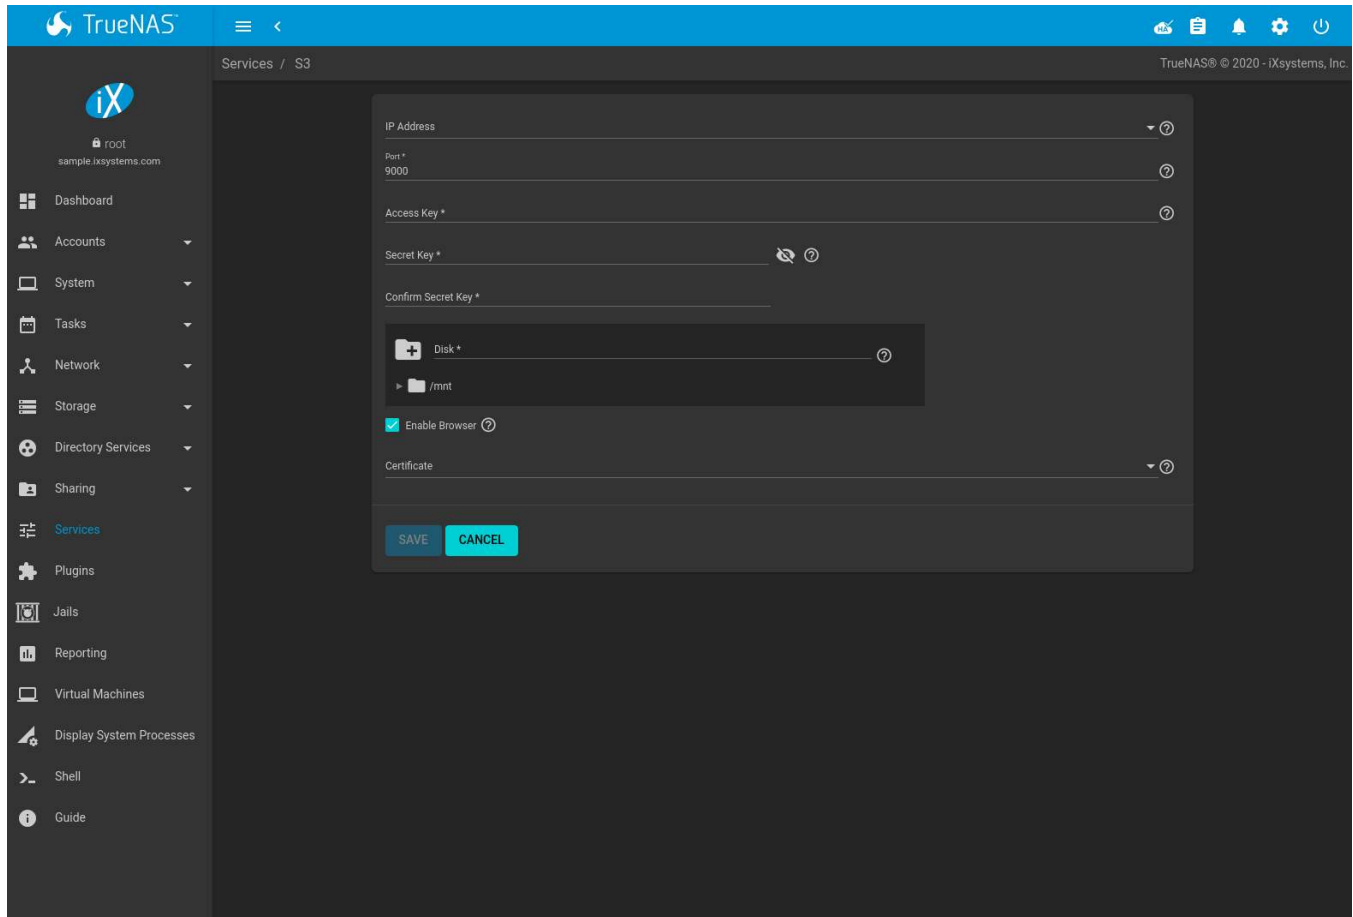 TrueNAS™
HA
Services / S3
TrueNAS® © 2020 - iXsystems, Inc.
iX
root
sample.ixsystems.com
Dashboard
Accounts
System
Tasks
Network
Storage
Directory Services
Sharing
Services
Plugins
Jails
Reporting
Virtual Machines
Display System Processes
Shell
Guide
IP Address
Port *
9000
Access Key *
Secret Key *
Confirm Secret Key *
Disk *
/mnt
Enable Browser
Certificate
SAVE
CANCEL